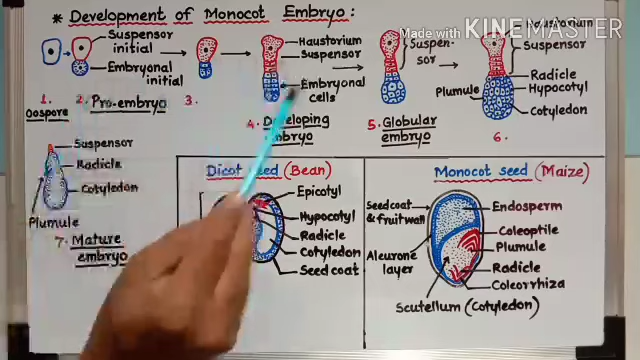 * Development of Monocot Embryo:
Made with KINEMASTER
Suspensor
initial
Embryonal
initial
1.
Oospore
2. Pro-embryo
3.
Haustorium
Suspensor
Embryonal
cells
4. Developing
embryo
Suspen-
sor
5. Globular
embryo
Haustorium
Suspensor
Radicle
Hypocotyl
Plumule
Cotyledon
6.
Suspensor
Radicle
Cotyledon
Plumule
7. Mature
embryo
Dicot seed (Bean)
Epicotyl
Hypocotyl
Radicle
Cotyledon
Seed coat
Monocot seed (Maize)
Seedcoat
& fruit wall
Aleurone
layer
Endosperm
Coleoptile
Plumule
Radicle
Coleorrhiza
Scutellum (Cotyledon)